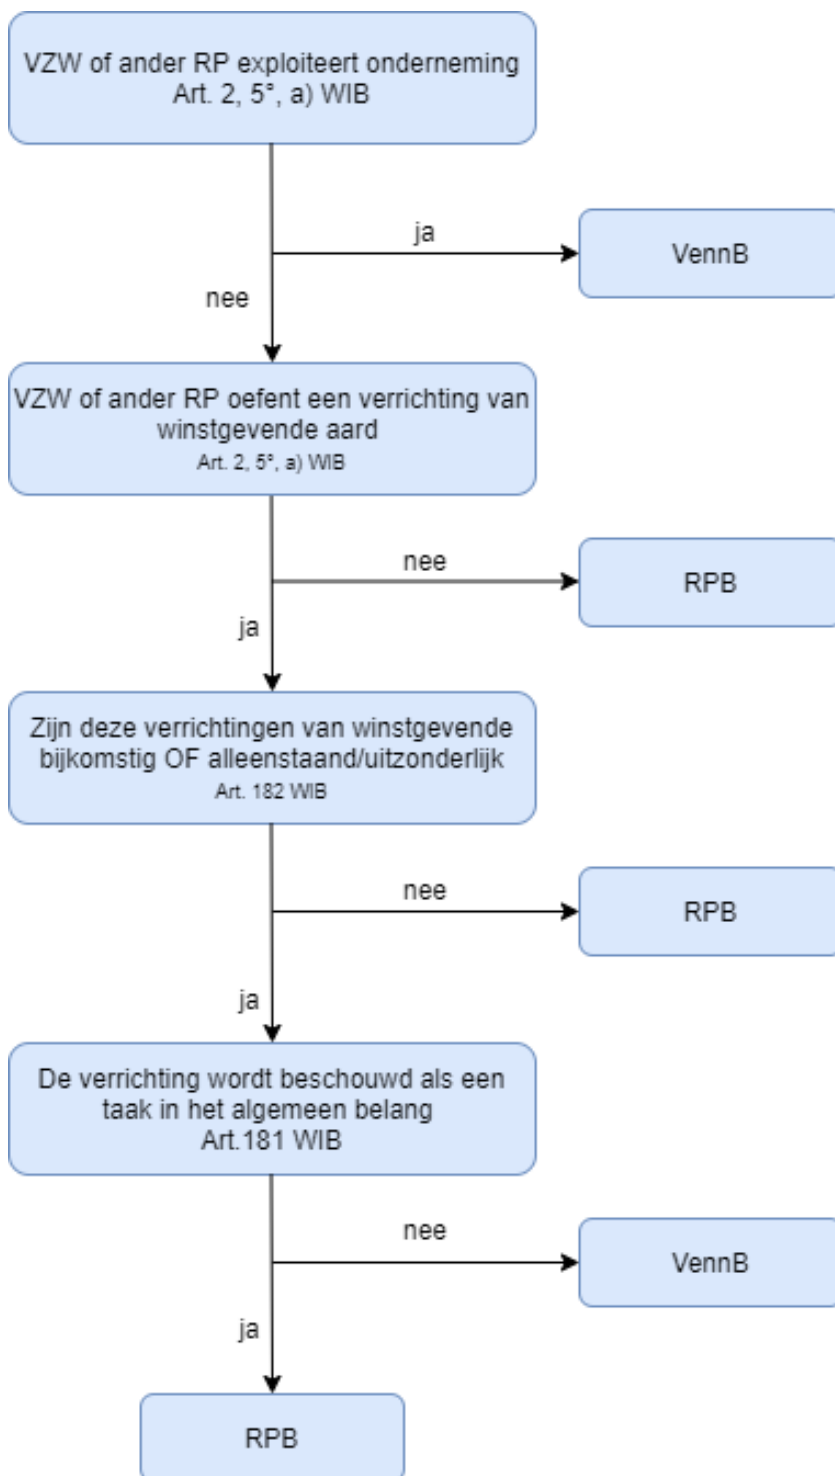 VZW of ander RP exploiteert onderneming
Art. 2, 5°, a) WIB
ja
VennB
nee
VZW of ander RP oefent een verrichting van
winstgevende aard
Art. 2, 5°, a) WIB
nee
RPB
ja
Zijn deze verrichtingen van winstgevende
bijkomstig OF alleenstaand/uitzonderlijk
Art. 182 WIB
nee
RPB
ja
De verrichting wordt beschouwd als een
taak in het algemeen belang
Art.181 WIB
nee
VennB
ja
RPB